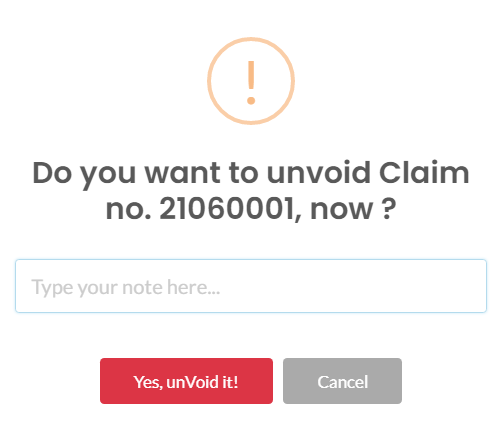 !
Do you want to unvoid Claim
no. 21060001, now ?
Type your note here...
Yes, unVoid it!
Cancel